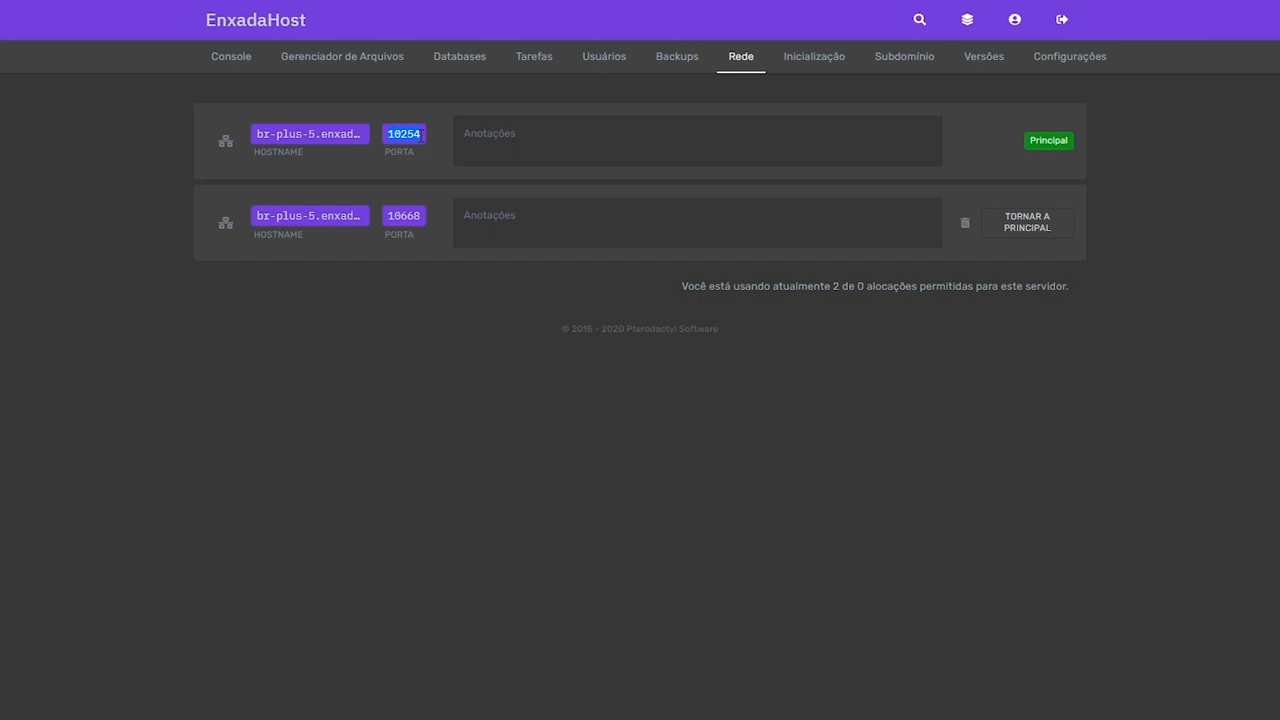 EnxadaHost
Console Gerenciador de Arquivos Databases Tarefas Usuários Backups Rede Inicialização Subdomínio Versões Configurações
br-plus-5.enxad… 10254 Anotações Principal
HOSTNAME PORTA
br-plus-5.enxad… 10668 Anotações TORNAR A
PRINCIPAL
HOSTNAME PORTA
Você está usando atualmente 2 de 0 alocações permitidas para este servidor.
© 2015 - 2020 Pterodactyl Software